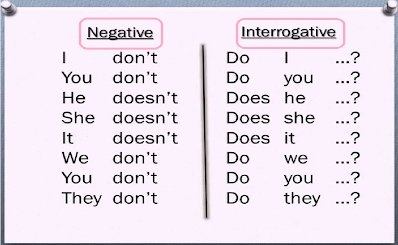 Negative
I don't
You don't
He doesn't
She doesn't
It doesn't
We don't
You don't
They don't
Interrogative
Do I ...?
Do you ...?
Does he ...?
Does she ...?
Does it ...?
Do we ...?
Do you ...?
Do they ...?